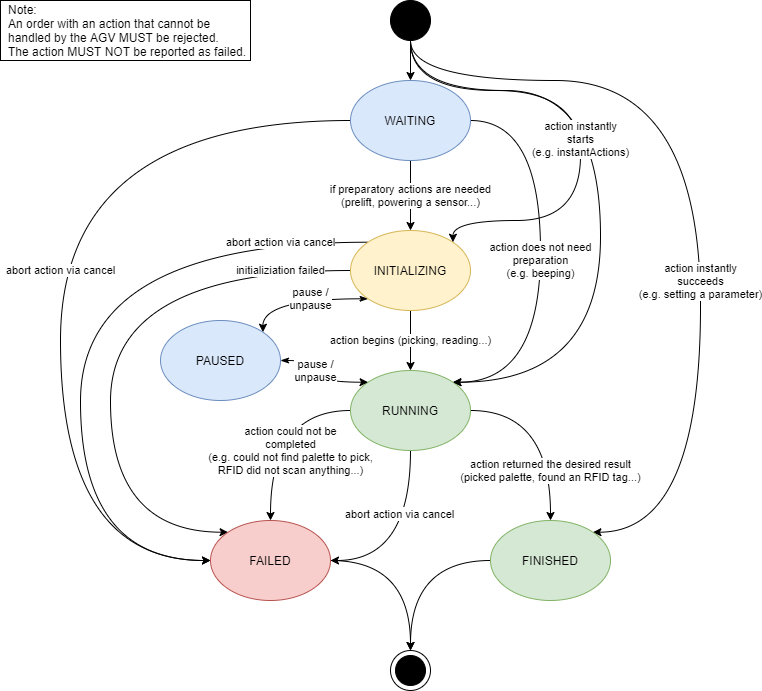 Note:
An order with an action that cannot be
handled by the AGV MUST be rejected.
The action MUST NOT be reported as failed.
WAITING
action instantly
starts
(e.g. instantActions)
if preparatory actions are needed
(prelift, powering a sensor...)
abort action via cancel
action does not need
preparation
(e.g. beeping)
abort action via cancel
initializiation failed
INITIALIZING
action instantly
succeeds
(e.g. setting a parameter)
pause /
unpause
action begins (picking, reading...)
PAUSED
pause /
unpause
RUNNING
action could not be
completed
(e.g. could not find palette to pick,
RFID did not scan anything...)
action returned the desired result
(picked palette, found an RFID tag...)
abort action via cancel
FAILED
FINISHED